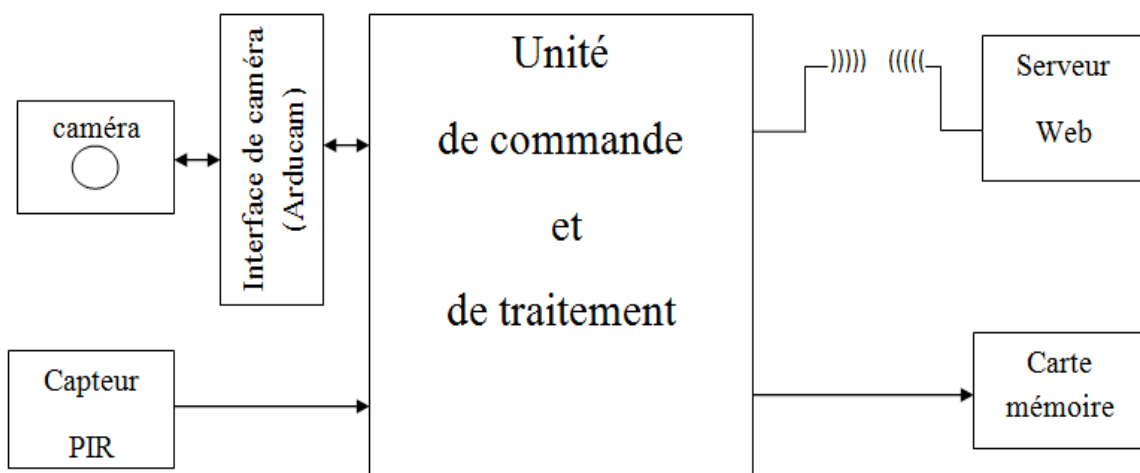 caméra
Interface de caméra
(Arducam)
Capteur
PIR
Unité
de commande
et
de traitement
))))) (((((
Serveur
Web
Carte
mémoire